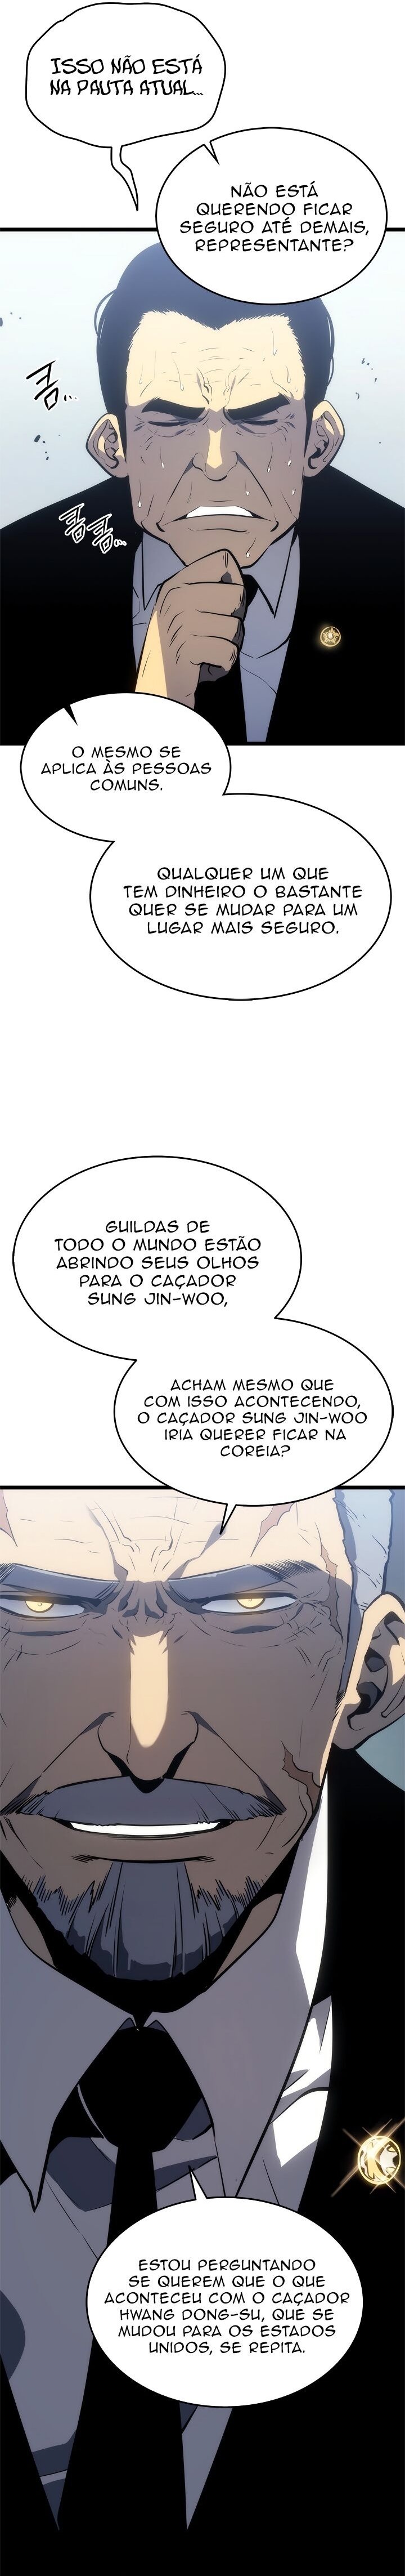 ISSO NÃO ESTÁ
NA PAUTA ATUAL...
NÃO ESTÁ
QUERENDO FICAR
SEGURO ATÉ DEMAIS,
REPRESENTANTE?
큼...
큼큼...
O MESMO SE
APLICA ÀS PESSOAS
COMUNS.
QUALQUER UM QUE
TEM DINHEIRO O BASTANTE
QUER SE MUDAR PARA UM
LUGAR MAIS SEGURO.
GUILDAS DE
TODO O MUNDO ESTÃO
ABRINDO SEUS OLHOS
PARA O CAÇADOR
SUNG JIN-WOO,
ACHAM MESMO QUE
COM ISSO ACONTECENDO,
O CAÇADOR SUNG JIN-WOO
IRIA QUERER FICAR NA
COREIA?
ESTOU PERGUNTANDO
SE QUEREM QUE O QUE
ACONTECEU COM O CAÇADOR
HWANG DONG-SU, QUE SE
MUDOU PARA OS ESTADOS
UNIDOS, SE REPITA.